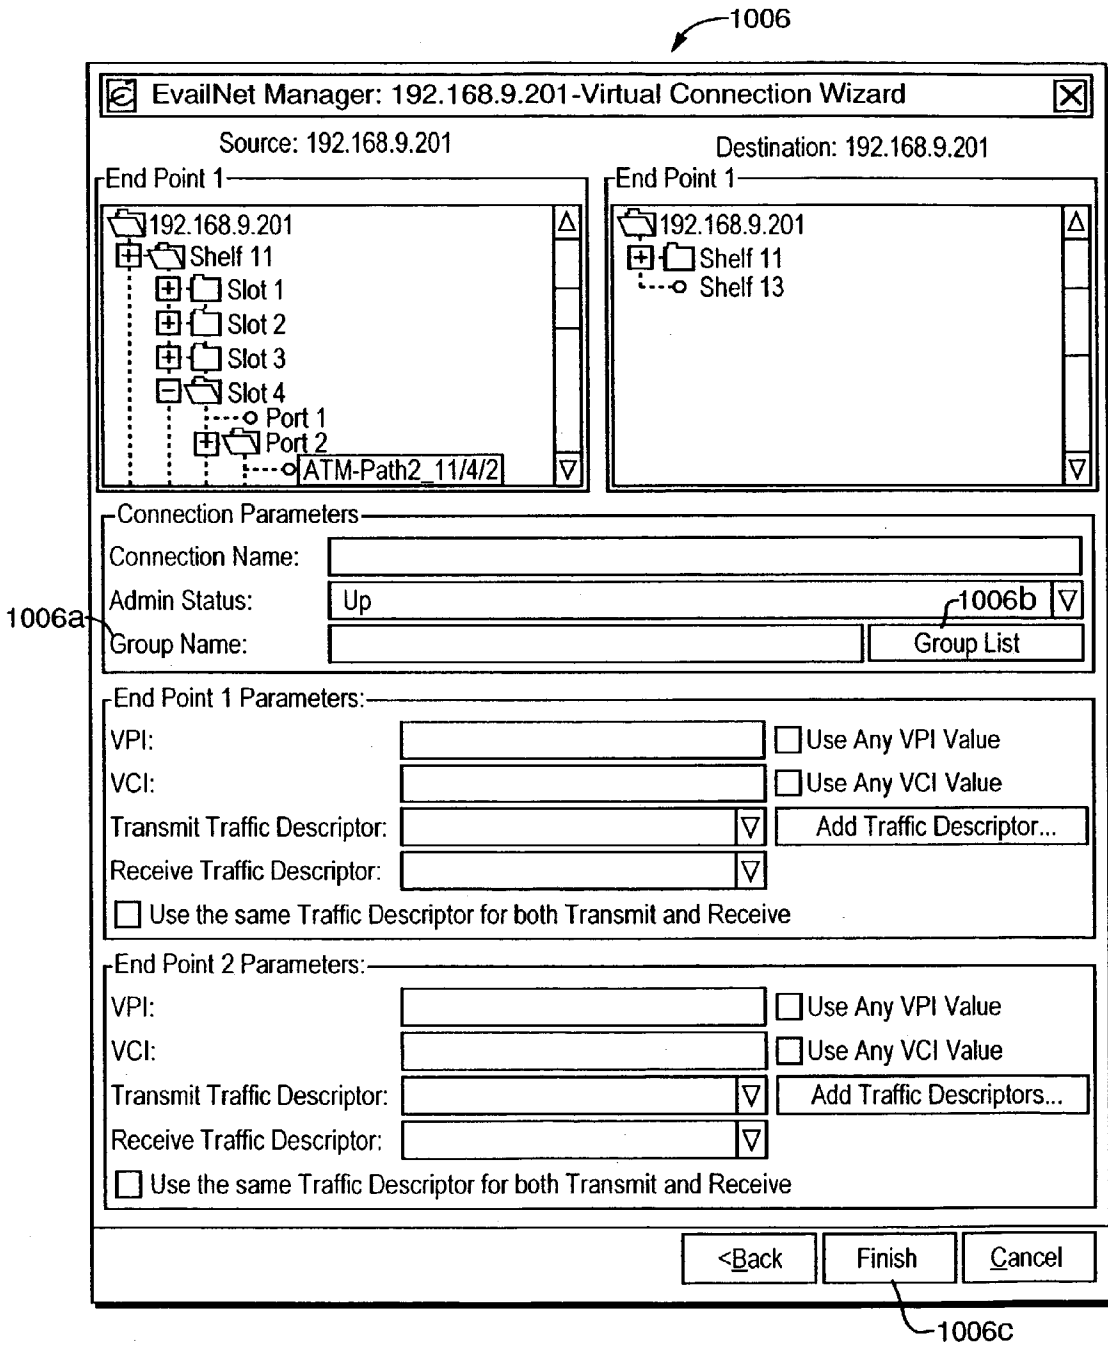 1006
EvailNet Manager: 192.168.9.201-Virtual Connection Wizard
Source: 192.168.9.201
Destination: 192.168.9.201
End Point 1
192.168.9.201
Shelf 11
Slot 1
Slot 2
Slot 3
Slot 4
Port 1
Port 2
ATM-Path2_11/4/2
End Point 1
192.168.9.201
Shelf 11
Shelf 13
Connection Parameters
Connection Name:
Admin Status: Up 1006b
1006a
Group Name: Group List
End Point 1 Parameters:
VPI: Use Any VPI Value
VCI: Use Any VCI Value
Transmit Traffic Descriptor: Add Traffic Descriptor...
Receive Traffic Descriptor:
Use the same Traffic Descriptor for both Transmit and Receive
End Point 2 Parameters:
VPI: Use Any VPI Value
VCI: Use Any VCI Value
Transmit Traffic Descriptor: Add Traffic Descriptors...
Receive Traffic Descriptor:
Use the same Traffic Descriptor for both Transmit and Receive
<Back Finish Cancel
1006c